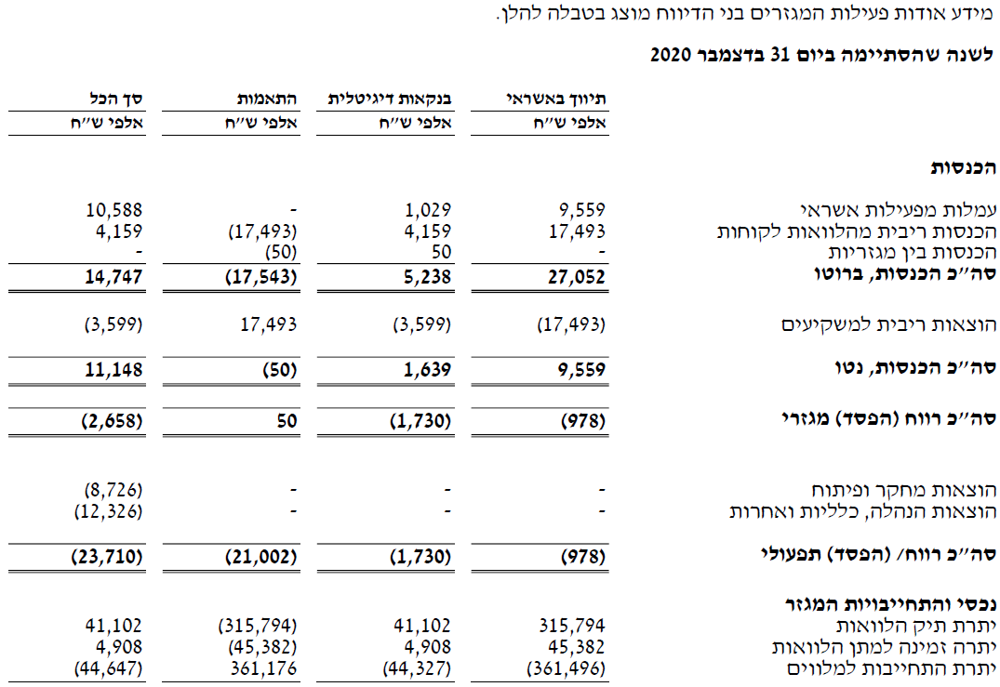 מידע אודות פעילות המגזרים בני הדיווח מוצג בטבלה להלן.
לשנה שהסתיימה ביום 31 בדצמבר 2020
תיווך באשראי בנקאות דיגיטלית התאמות סך הכל
אלפי ש״ח אלפי ש״ח אלפי ש״ח אלפי ש״ח
הכנסות
עמלות מפעילות אשראי 9,559 1,029 - 10,588
הכנסות ריבית מהלוואות לקוחות 17,493 4,159 (17,493) 4,159
הכנסות בין מגזריות - 50 (50) -
סה״כ הכנסות, ברוטו 27,052 5,238 (17,543) 14,747
הוצאות ריבית למשקיעים (17,493) (3,599) 17,493 (3,599)
סה״כ הכנסות, נטו 9,559 1,639 (50) 11,148
סה״כ רווח (הפסד) מגזרי (978) (1,730) 50 (2,658)
הוצאות מחקר ופיתוח - - - (8,726)
הוצאות הנהלה, כלליות ואחרות - - - (12,326)
סה״כ רווח/ (הפסד) תפעולי (978) (1,730) (21,002) (23,710)
נכסי והתחייבויות המגזר
יתרת תיק הלוואות 315,794 41,102 (315,794) 41,102
יתרה זמינה למתן הלוואות 45,382 4,908 (45,382) 4,908
יתרת התחייבות למלווים (361,496) (44,327) 361,176 (44,647)